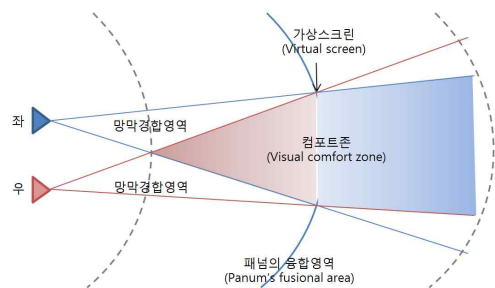 가상스크린
(Virtual screen)
좌
망막경합영역
컴포트존
(Visual comfort zone)
우
망막경합영역
패넘의 융합영역
(Panum's fusional area)